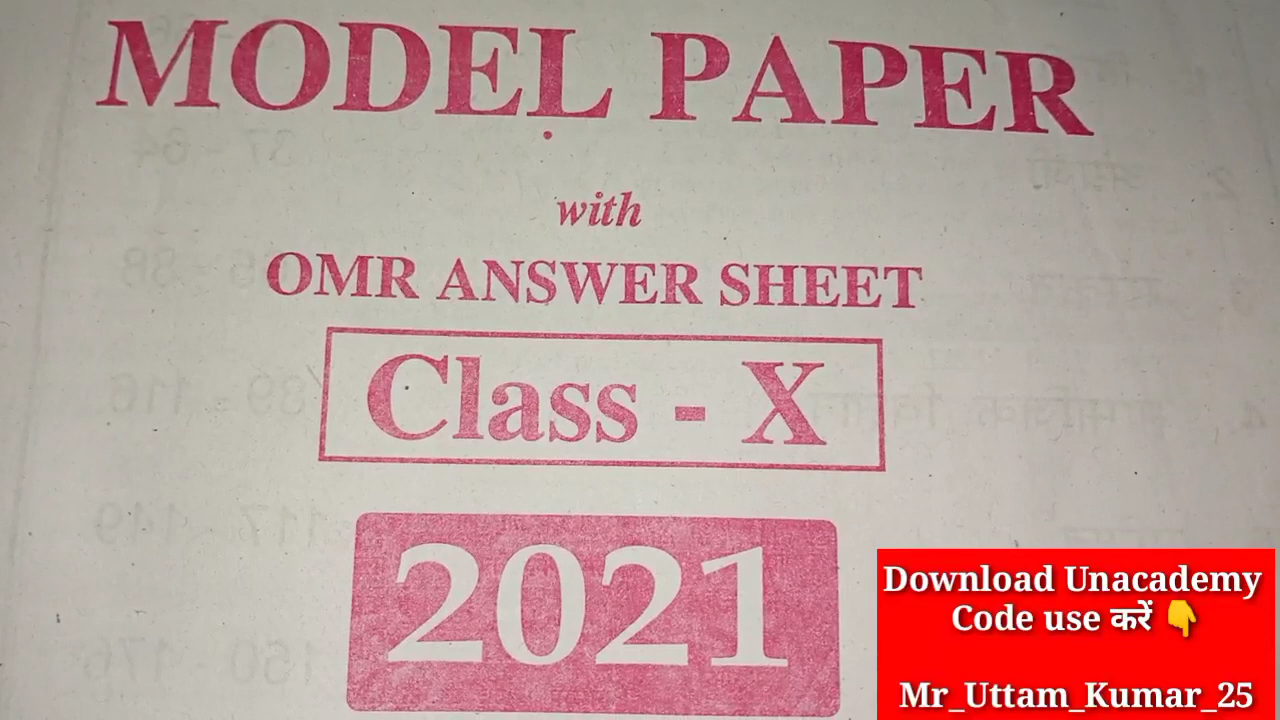 MODEL PAPER
with
OMR ANSWER SHEET
Class - X
2021
Download Unacademy
Code use करें 👇
Mr_Uttam_Kumar_25